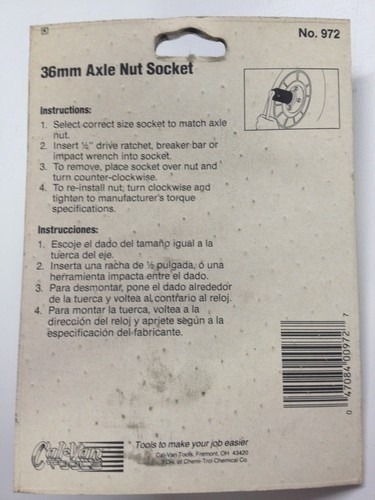 No. 972
36mm Axle Nut Socket
Instructions:
1. Select correct size socket to match axle
nut.
2. Insert ½" drive ratchet, breaker bar or
impact wrench into socket.
3. To remove, place socket over nut and
turn counter-clockwise.
4. To re-install nut, turn clockwise and
tighten to manufacturer's torque
specifications.
Instrucciones:
1. Escoje el dado del tamaño igual a la
tuerca del eje.
2. Inserta una racha de ½ pulgada, ó una
herramienta impacta entre el dado.
3. Para desmontar, pone el dado alrededor
de la tuerca y voltea al contrario al reloj.
4. Para montar la tuerca, voltea a la
dirección del reloj y aprjete según a la
especificación del fabricante.
0 47084 00972 7
Cal-Van
TOOLS
Tools to make your job easier
Cal-Van Tools, Fremont, OH 43420
Div. of Chemi-Trol Chemical Co.